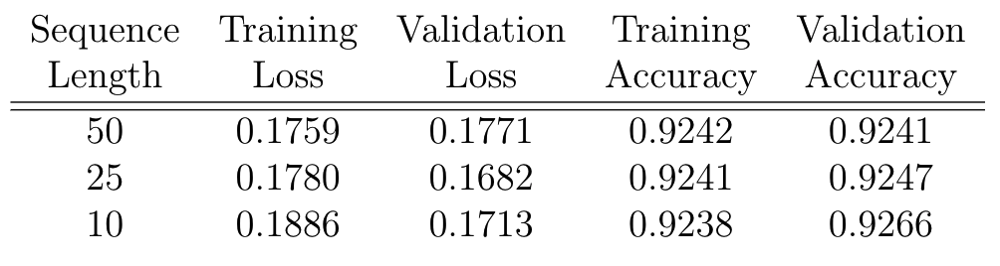 Sequence Training Validation Training Validation
Length Loss Loss Accuracy Accuracy
50 0.1759 0.1771 0.9242 0.9241
25 0.1780 0.1682 0.9241 0.9247
10 0.1886 0.1713 0.9238 0.9266